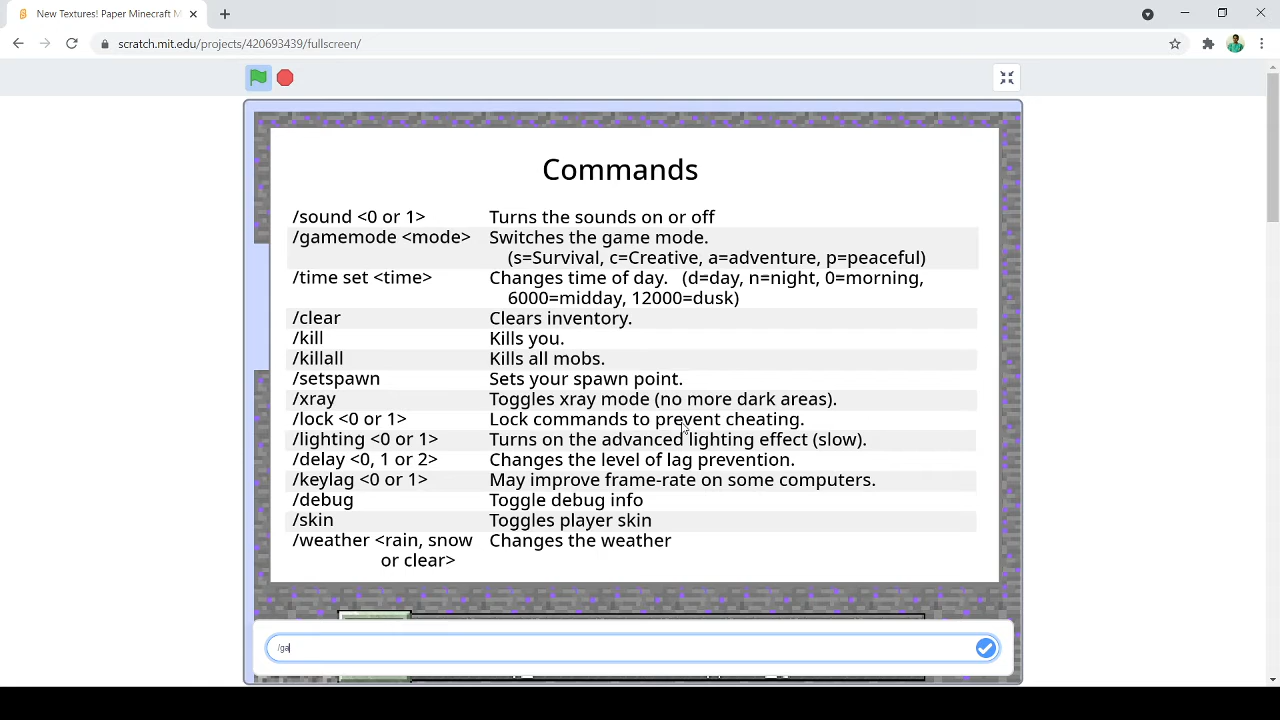 New Textures! Paper Minecraft M
scratch.mit.edu/projects/420693439/fullscreen/
Commands
/sound <0 or 1> Turns the sounds on or off
/gamemode <mode> Switches the game mode.
(s=Survival, c=Creative, a=adventure, p=peaceful)
/time set <time> Changes time of day. (d=day, n=night, 0=morning,
6000=midday, 12000=dusk)
/clear Clears inventory.
/kill Kills you.
/killall Kills all mobs.
/setspawn Sets your spawn point.
/xray Toggles xray mode (no more dark areas).
/lock <0 or 1> Lock commands to prevent cheating.
/lighting <0 or 1> Turns on the advanced lighting effect (slow).
/delay <0, 1 or 2> Changes the level of lag prevention.
/keylag <0 or 1> May improve frame-rate on some computers.
/debug Toggle debug info
/skin Toggles player skin
/weather <rain, snow Changes the weather
or clear>
/ga